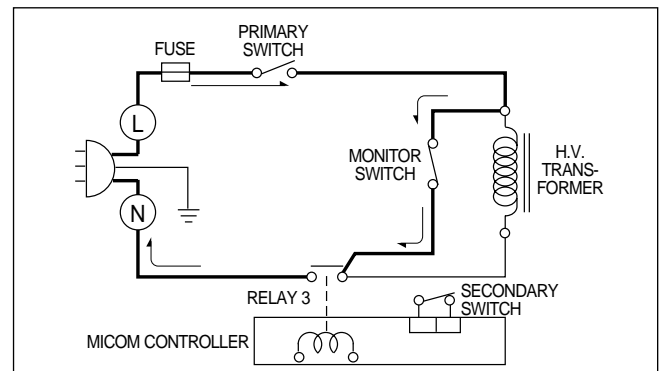 PRIMARY
SWITCH
FUSE
L
MONITOR
SWITCH
H.V.
TRANS-
FORMER
N
RELAY 3
SECONDARY
SWITCH
MICOM CONTROLLER